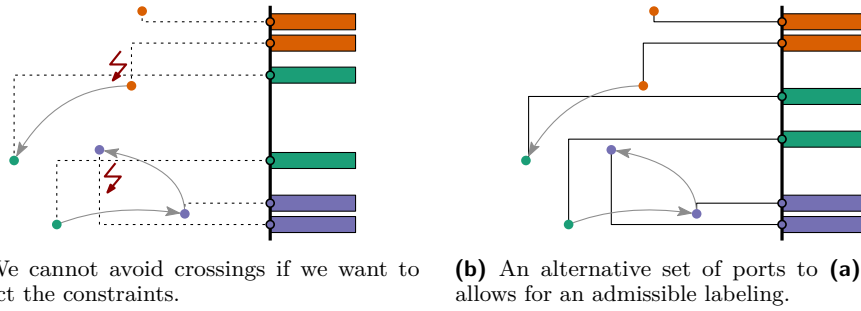 We cannot avoid crossings if we want to
ct the constraints.
(b) An alternative set of ports to (a)
allows for an admissible labeling.